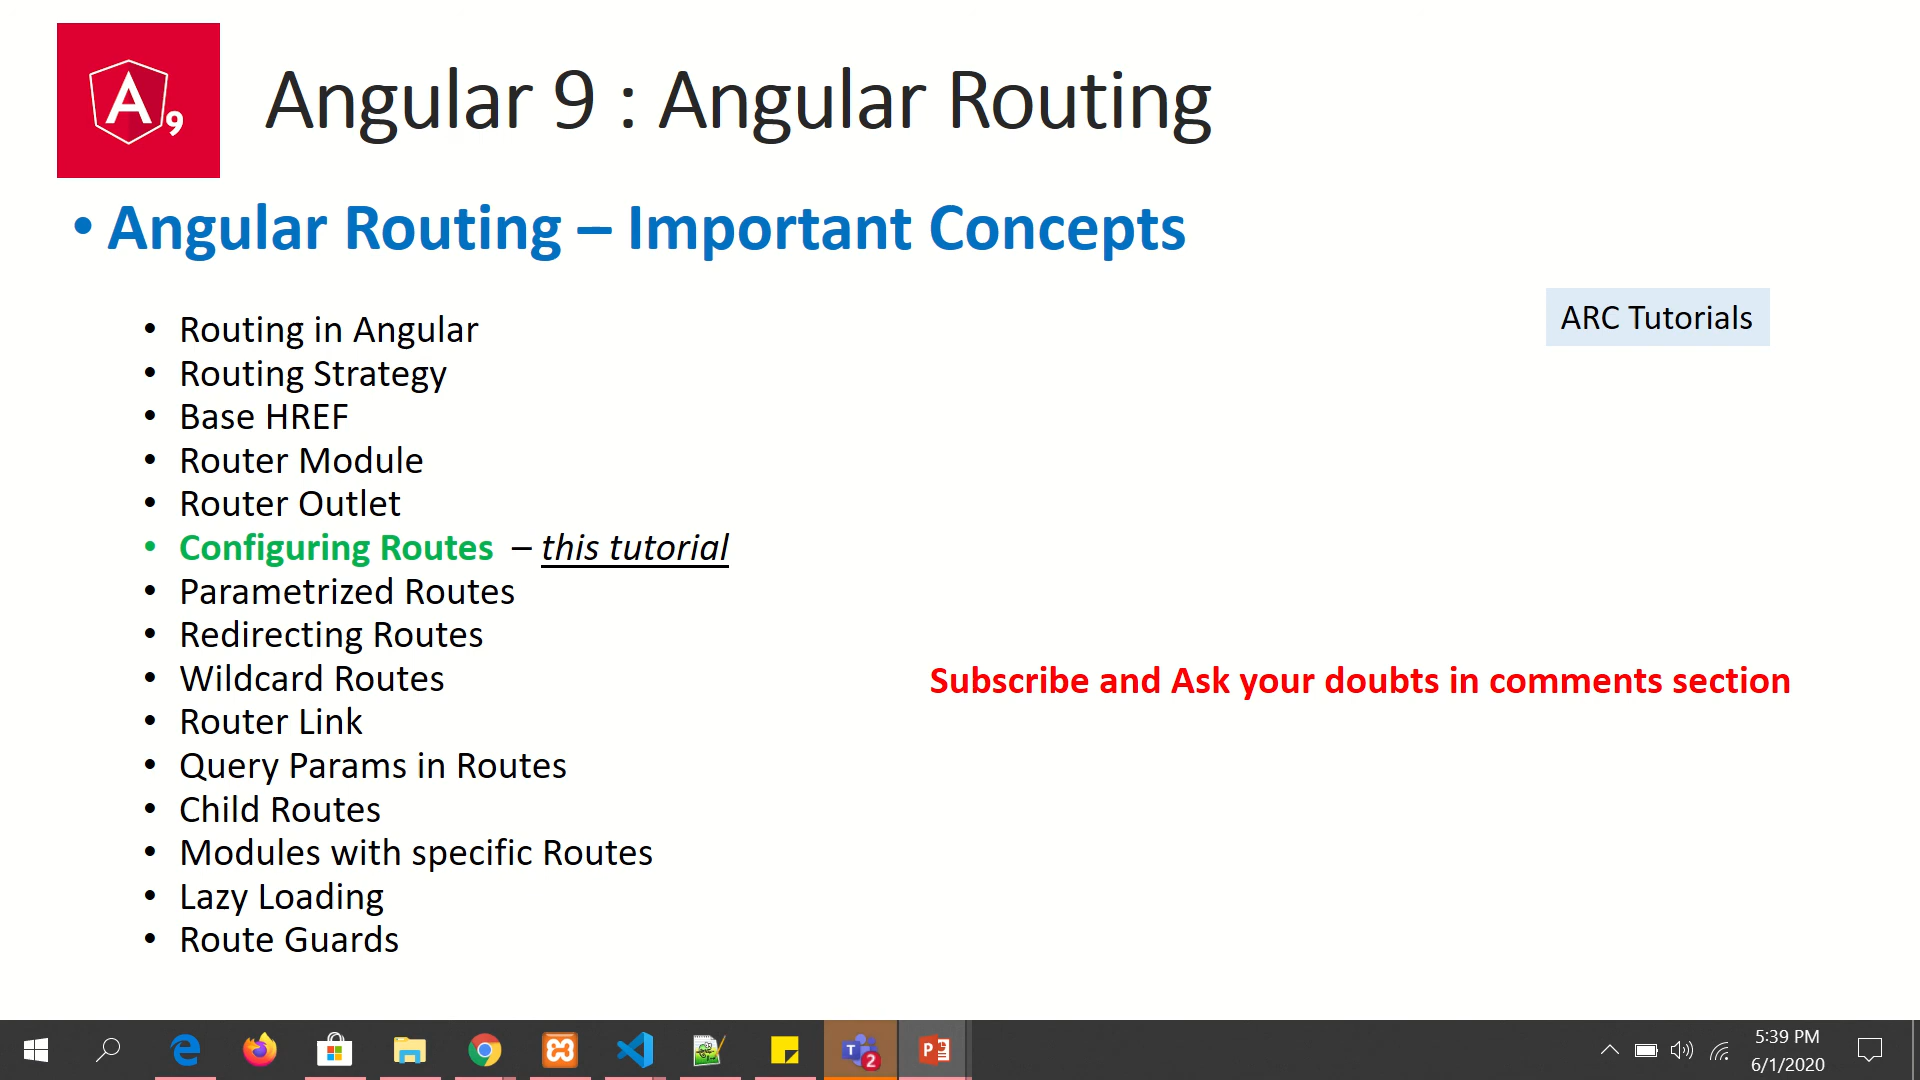 A9
Angular 9 : Angular Routing
• Angular Routing – Important Concepts
ARC Tutorials
• Routing in Angular
• Routing Strategy
• Base HREF
• Router Module
• Router Outlet
• Configuring Routes – this tutorial
• Parametrized Routes
• Redirecting Routes
• Wildcard Routes
Subscribe and Ask your doubts in comments section
• Router Link
• Query Params in Routes
• Child Routes
• Modules with specific Routes
• Lazy Loading
• Route Guards
T 2
P
5:39 PM
6/1/2020